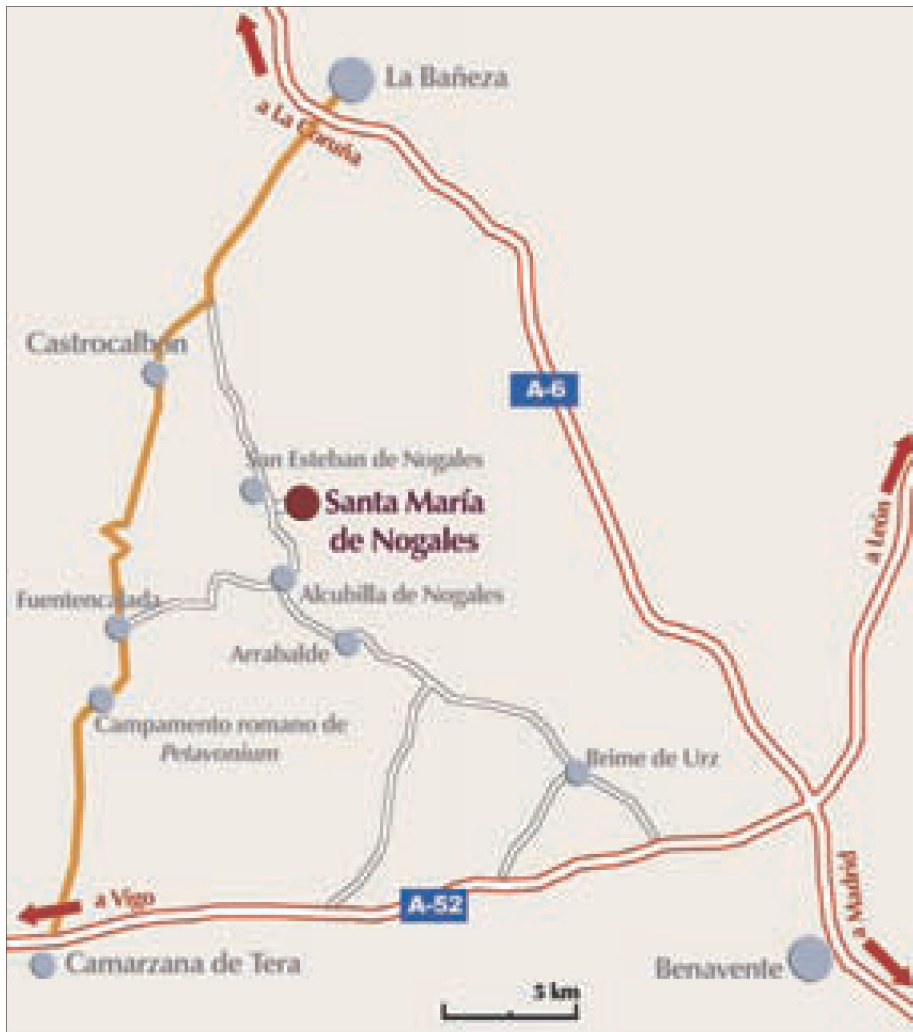 La Bañeza
a La Coruña
Castrocalbón
A-6
San Esteban de Nogales
Santa María
de Nogales
a León
Fuentencalada
Alcubilla de Nogales
Arrabalde
Campamento romano de
Petavonium
Brime de Urz
a Vigo
A-52
a Madrid
Camarzana de Tera
Benavente
5 km